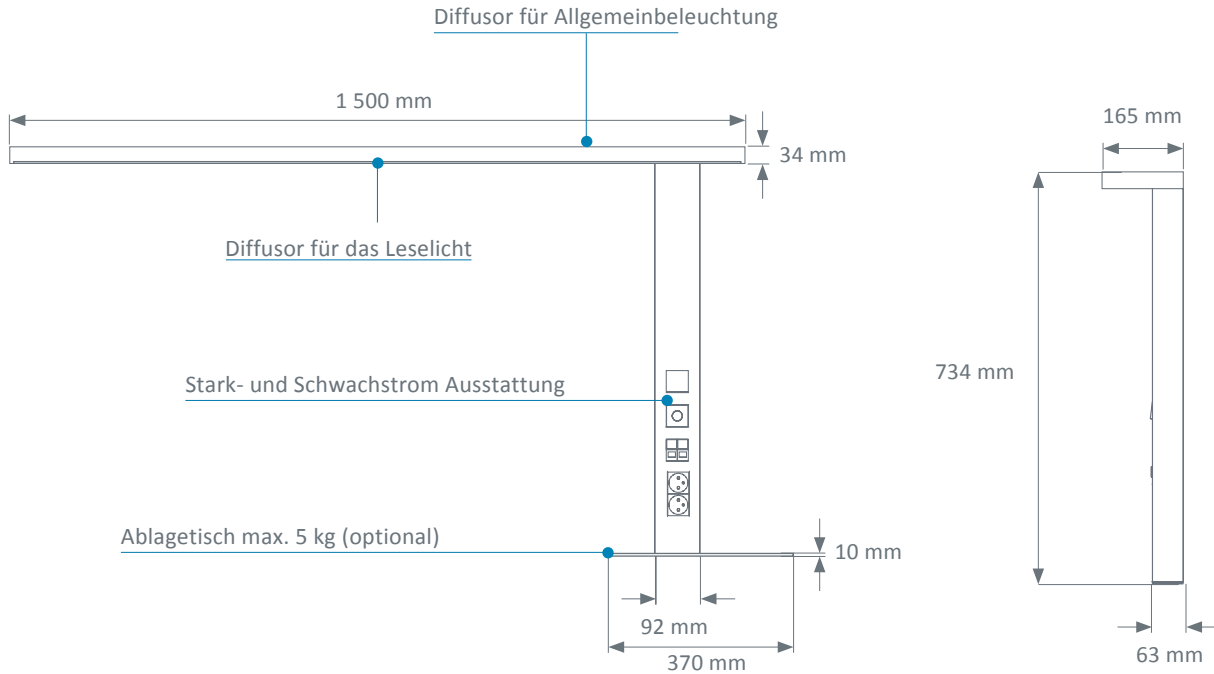 Diffusor für Allgemeinbeleuchtung
1 500 mm
165 mm
34 mm
Diffusor für das Leselicht
734 mm
Stark- und Schwachstrom Ausstattung
Ablagetisch max. 5 kg (optional)
10 mm
92 mm
370 mm
63 mm